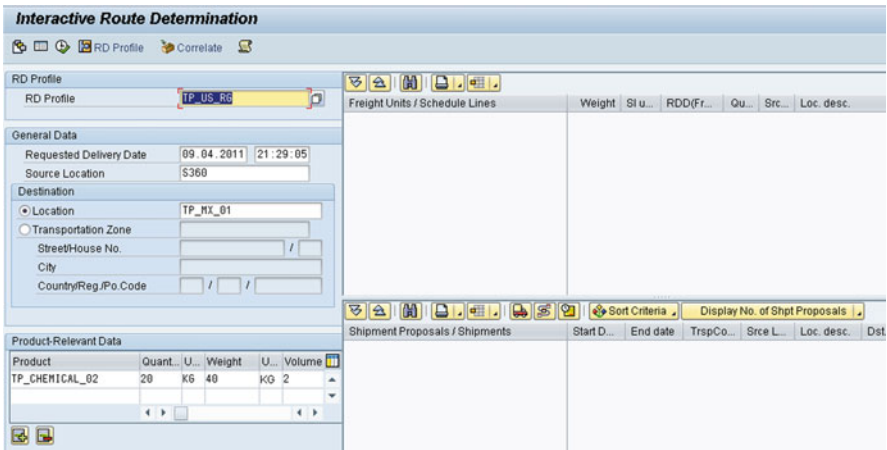 Interactive Route Determination
RD Profile Correlate
RD Profile
RD Profile TP_US_RG
General Data
Requested Delivery Date 09.04.2011 21:29:05
Source Location S360
Destination
Location TP_MX_01
Transportation Zone
Street/House No. /
City
Country/Reg./Po.Code / /
Product-Relevant Data
Product Quant... U... Weight U... Volume
TP_CHEMICAL_02 20 KG 40 KG 2
Freight Units / Schedule Lines Weight Sl u... RDD(Fr... Qu... Src... Loc. desc.
Sort Criteria Display No. of Shpt Proposals
Shipment Proposals / Shipments Start D... End date TrspCo... Srce L... Loc. desc. Dst.